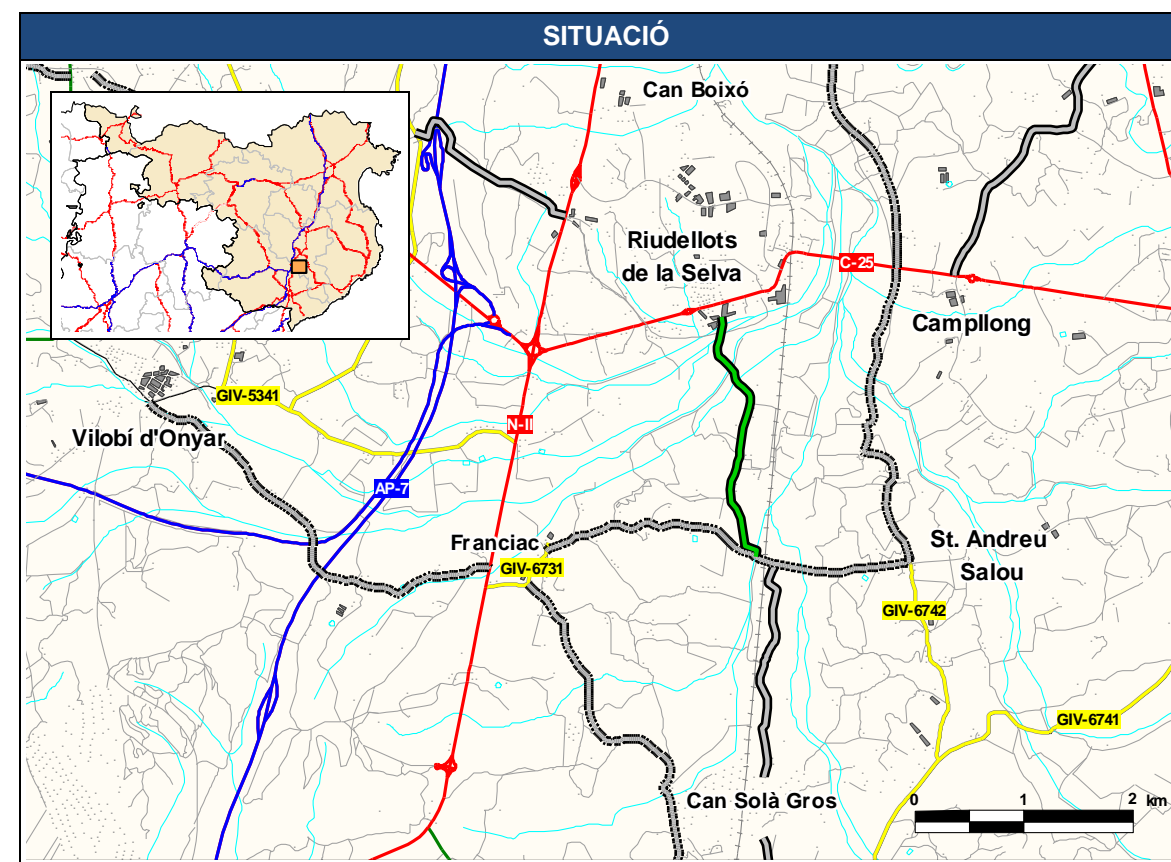 SITUACIÓ
Can Boixó
Riudellots
de la Selva
C-25
Campllong
GIV-5341
N-II
Vilobí d'Onyar
AP-7
Franciac
GIV-6731
St. Andreu
Salou
GIV-6742
GIV-6741
Can Solà Gros
0 1 2 km